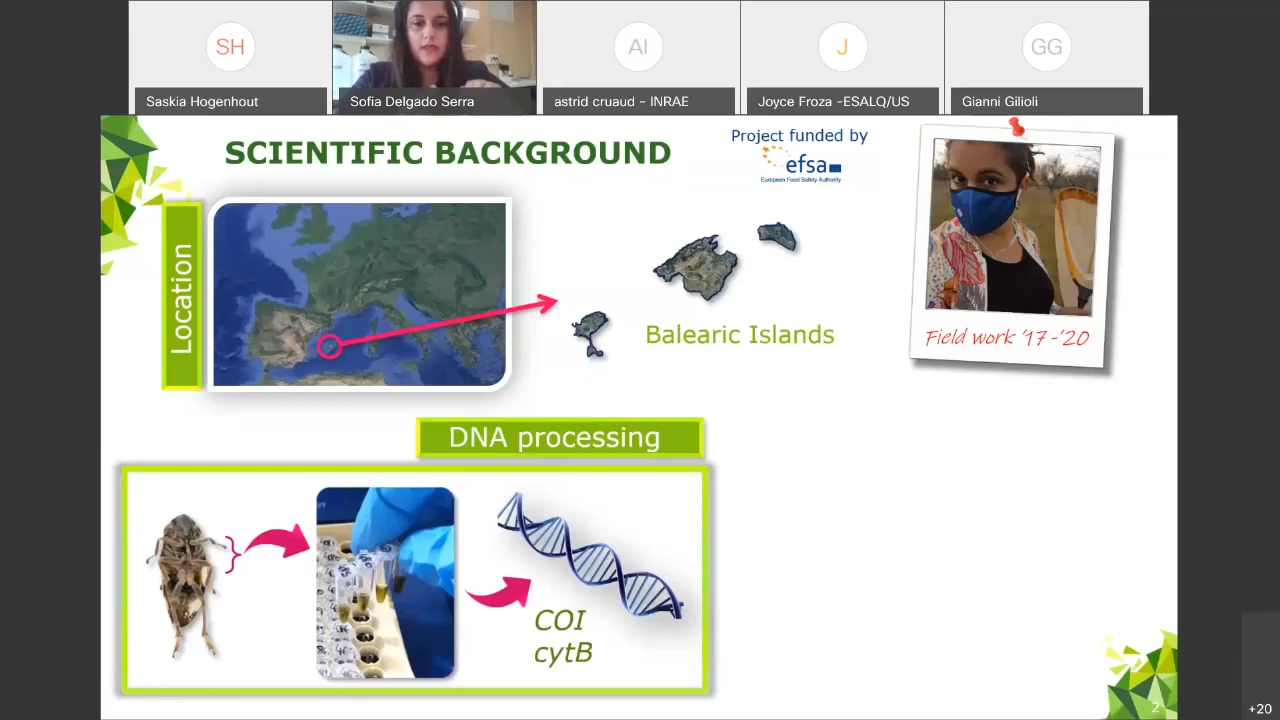 SH
Saskia Hogenhout
Sofia Delgado Serra
AI
astrid cruaud - INRAE
J
Joyce Froza -ESALQ/US
GG
Gianni Gilioli
SCIENTIFIC BACKGROUND
Project funded by
efsa
European Food Safety Authority
Location
Balearic Islands
Field work '17-'20
DNA processing
COI
cytB
2
+20